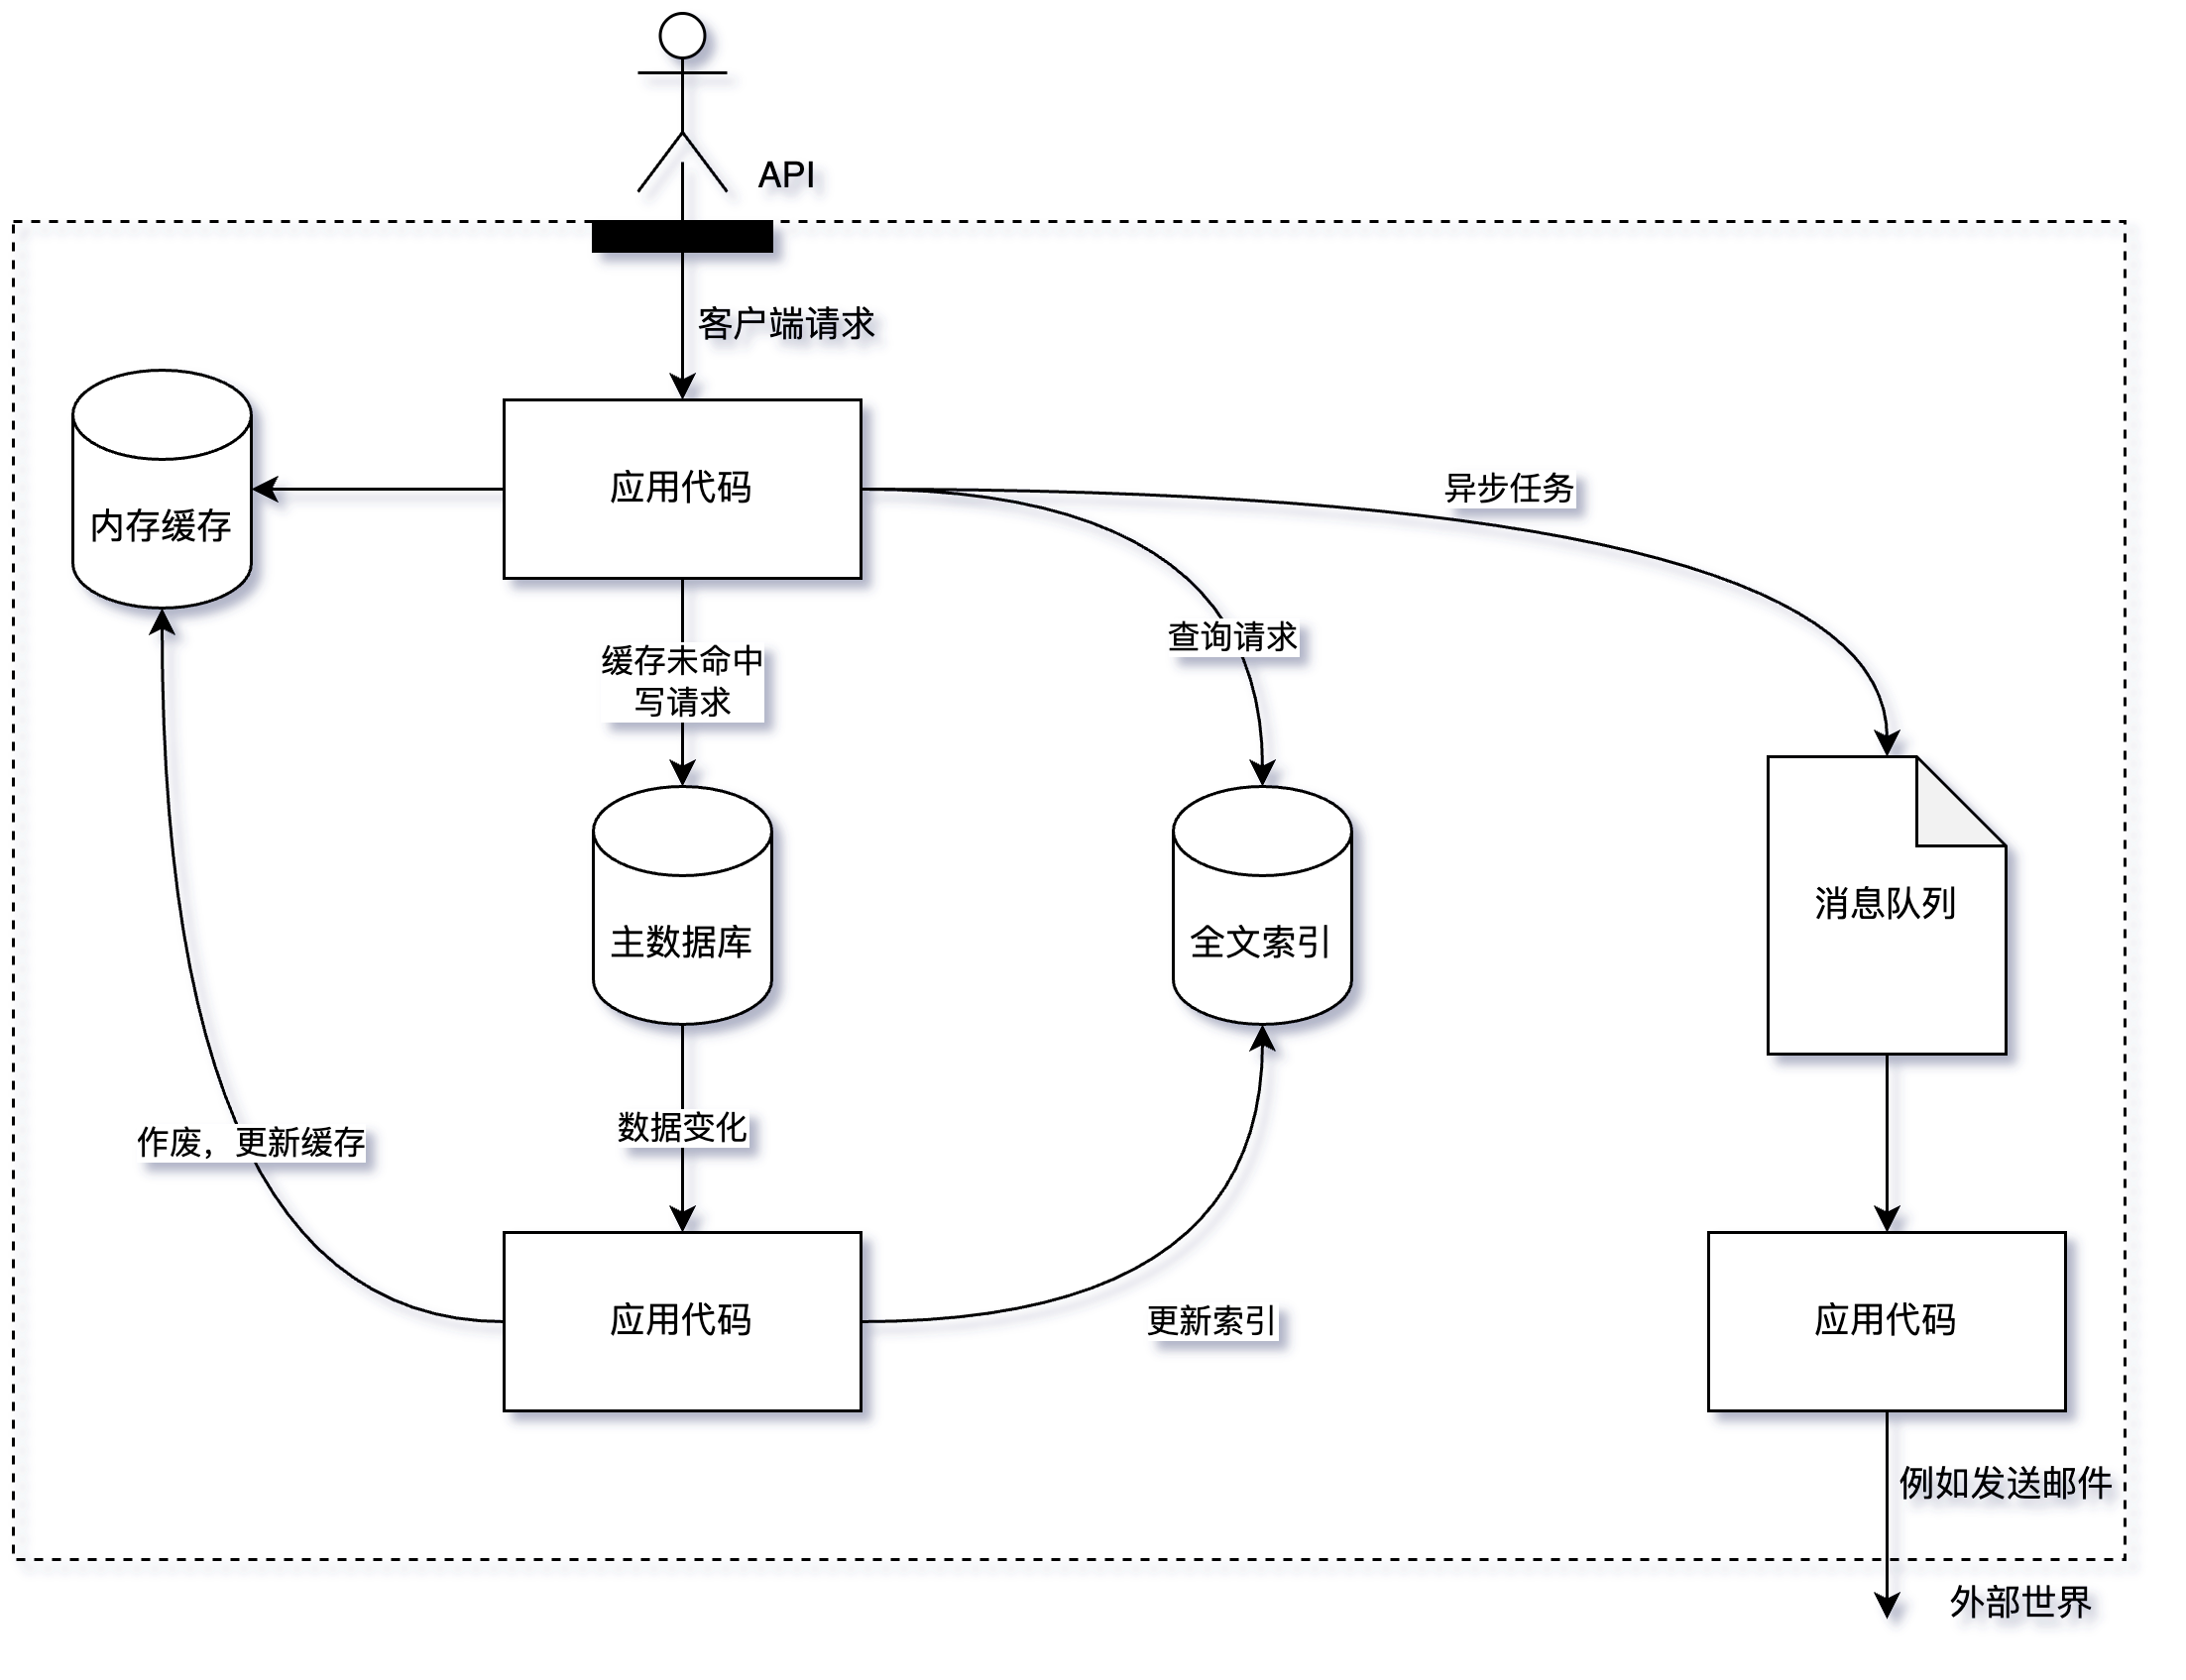 API
客户端请求
应用代码
内存缓存
异步任务
查询请求
缓存未命中
写请求
主数据库
全文索引
消息队列
数据变化
作废，更新缓存
应用代码
更新索引
应用代码
例如发送邮件
外部世界